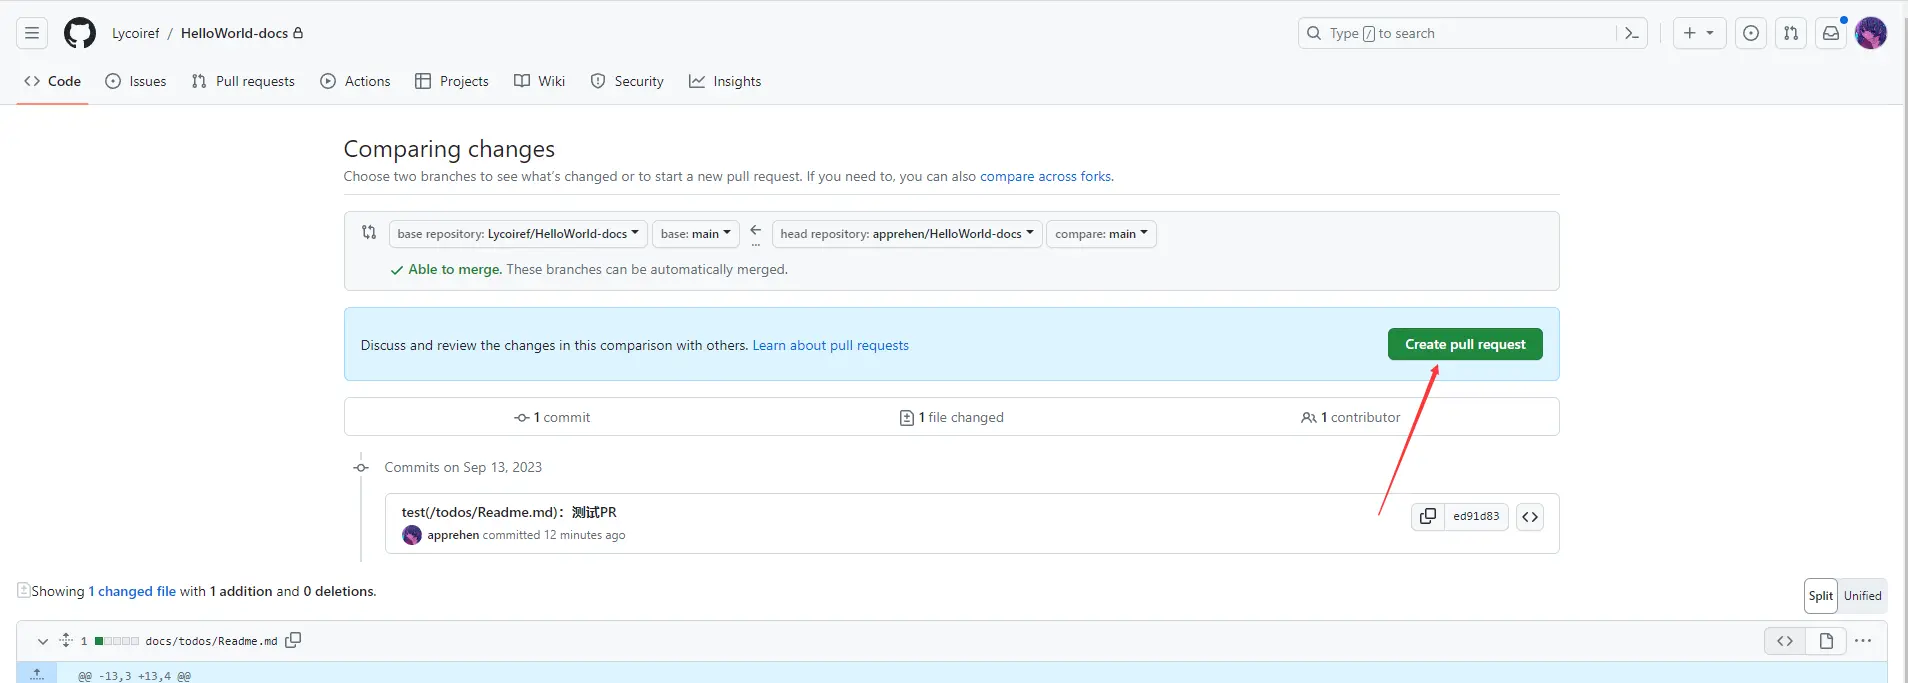 Lycoiref / HelloWorld-docs
Type / to search
Code Issues Pull requests Actions Projects Wiki Security Insights
Comparing changes
Choose two branches to see what's changed or to start a new pull request. If you need to, you can also compare across forks.
base repository: Lycoiref/HelloWorld-docs base: main ... head repository: apprehen/HelloWorld-docs compare: main
Able to merge. These branches can be automatically merged.
Discuss and review the changes in this comparison with others. Learn about pull requests
Create pull request
1 commit 1 file changed 1 contributor
Commits on Sep 13, 2023
test(/todos/Readme.md)：测试PR
ed91d83
apprehen committed 12 minutes ago
Showing 1 changed file with 1 addition and 0 deletions.
Split Unified
1 docs/todos/Readme.md
@@ -13,3 +13,4 @@